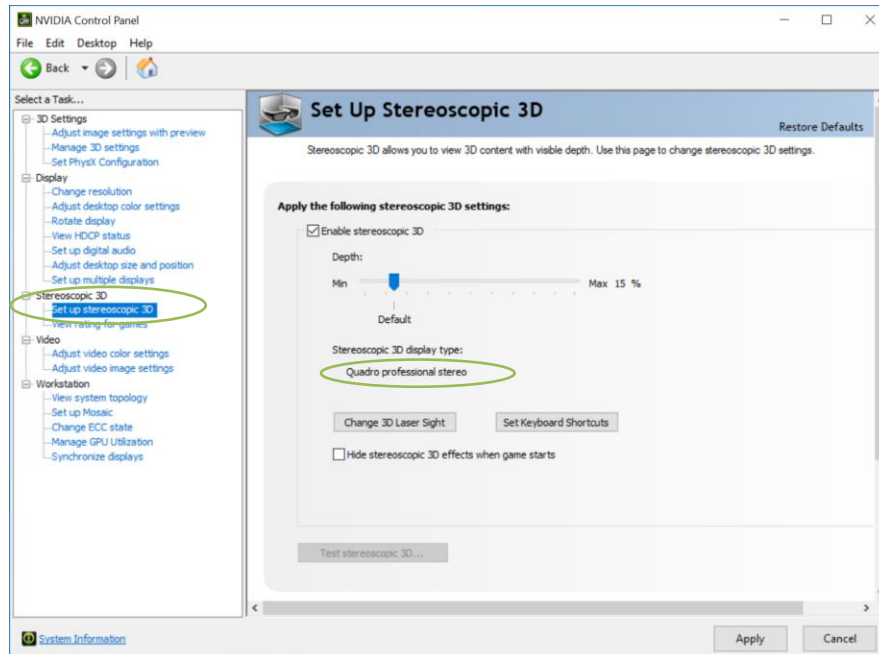 NVIDIA Control Panel
File Edit Desktop Help
Back
Select a Task...
3D Settings
Adjust image settings with preview
Manage 3D settings
Set PhysX Configuration
Display
Change resolution
Adjust desktop color settings
Rotate display
View HDCP status
Set up digital audio
Adjust desktop size and position
Set up multiple displays
Stereoscopic 3D
Set up stereoscopic 3D
View rating for games
Video
Adjust video color settings
Adjust video image settings
Workstation
View system topology
Set up Mosaic
Change ECC state
Manage GPU Utilization
Synchronize displays
Set Up Stereoscopic 3D
Restore Defaults
Stereoscopic 3D allows you to view 3D content with visible depth. Use this page to change stereoscopic 3D settings.
Apply the following stereoscopic 3D settings:
Enable stereoscopic 3D
Depth:
Min Max 15 %
Default
Stereoscopic 3D display type:
Quadro professional stereo
Change 3D Laser Sight Set Keyboard Shortcuts
Hide stereoscopic 3D effects when game starts
Test stereoscopic 3D...
System Information
Apply Cancel